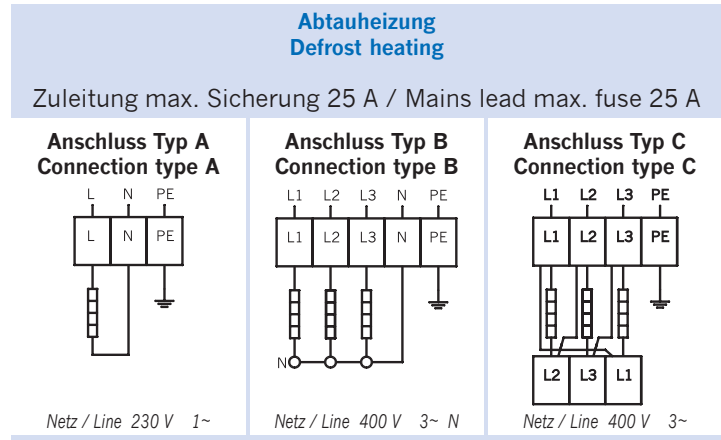 Abtauheizung
Defrost heating
Zuleitung max. Sicherung 25 A / Mains lead max. fuse 25 A
Anschluss Typ A
Connection type A
L N PE
L N PE
Netz / Line 230 V 1~
Anschluss Typ B
Connection type B
L1 L2 L3 N PE
L1 L2 L3 N PE
N
Netz / Line 400 V 3~ N
Anschluss Typ C
Connection type C
L1 L2 L3 PE
L1 L2 L3 PE
L2 L3 L1
Netz / Line 400 V 3~